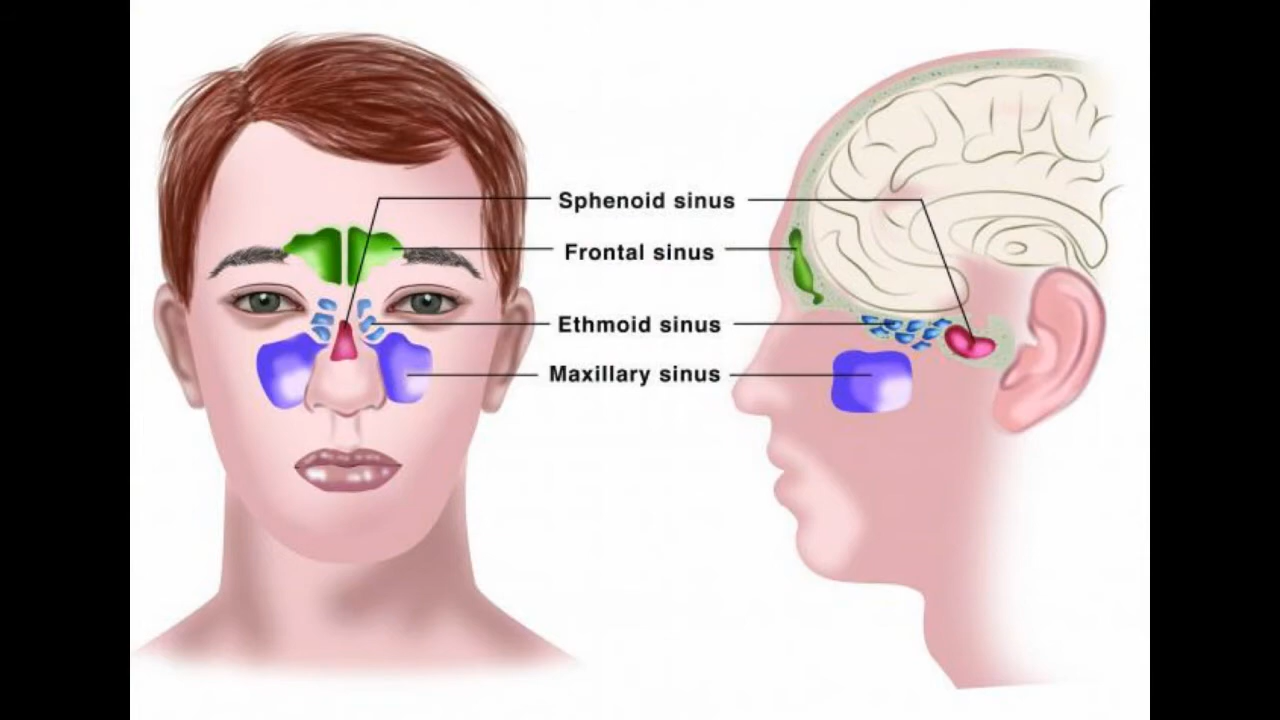 Sphenoid sinus
Frontal sinus
Ethmoid sinus
Maxillary sinus